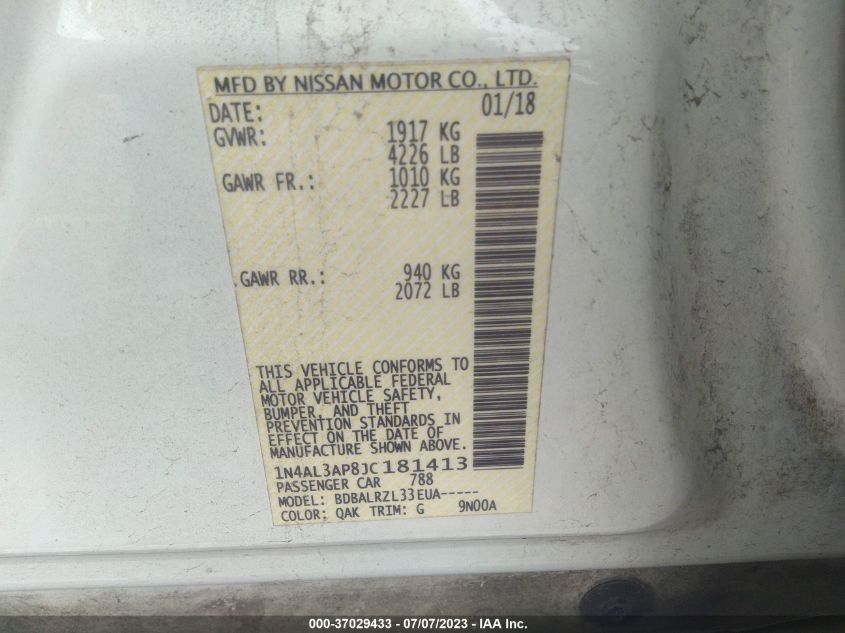 MFD BY NISSAN MOTOR CO., LTD.
DATE: 01/18
GVWR: 1917 KG
4226 LB
GAWR FR.: 1010 KG
2227 LB
GAWR RR.: 940 KG
2072 LB
THIS VEHICLE CONFORMS TO
ALL APPLICABLE FEDERAL
MOTOR VEHICLE SAFETY,
BUMPER, AND THEFT
PREVENTION STANDARDS IN
EFFECT ON THE DATE OF
MANUFACTURE SHOWN ABOVE.
1N4AL3AP8JC181413
PASSENGER CAR 788
MODEL: BDBALRZL33EUA-----
COLOR: QAK TRIM: G 9N00A
000-37029433 - 07/07/2023 - IAA Inc.